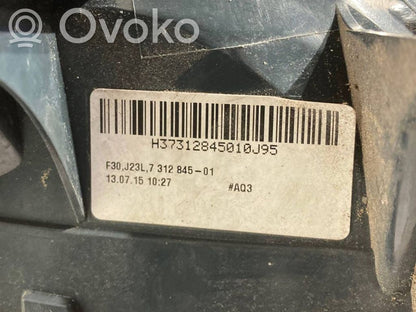 Ovoko
H37312845010J95
F30,J23L,7 312 845-01
13.07.15 10:27 #AQ3